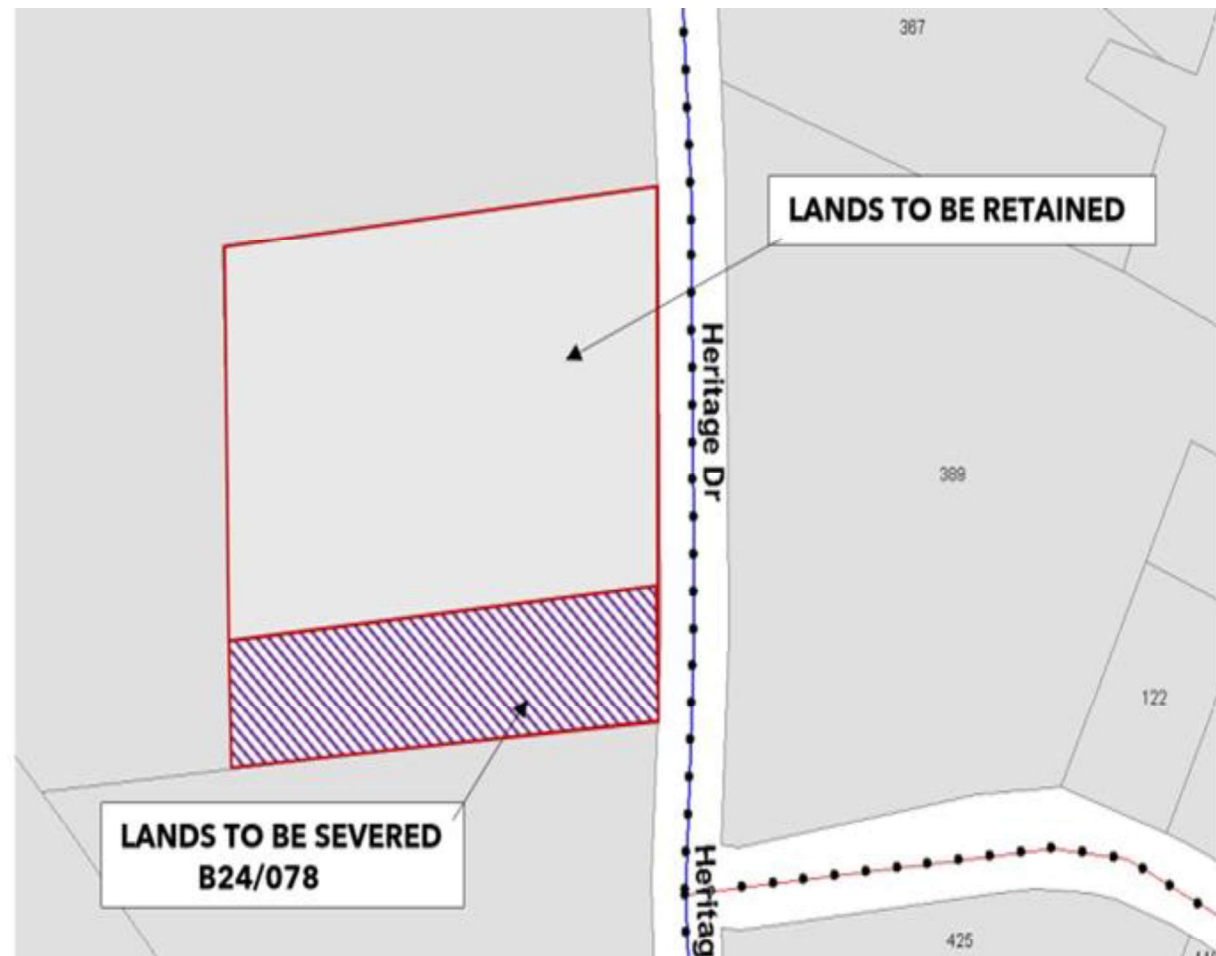 367
LANDS TO BE RETAINED
Heritage Dr
389
122
LANDS TO BE SEVERED
B24/078
Heritag
425